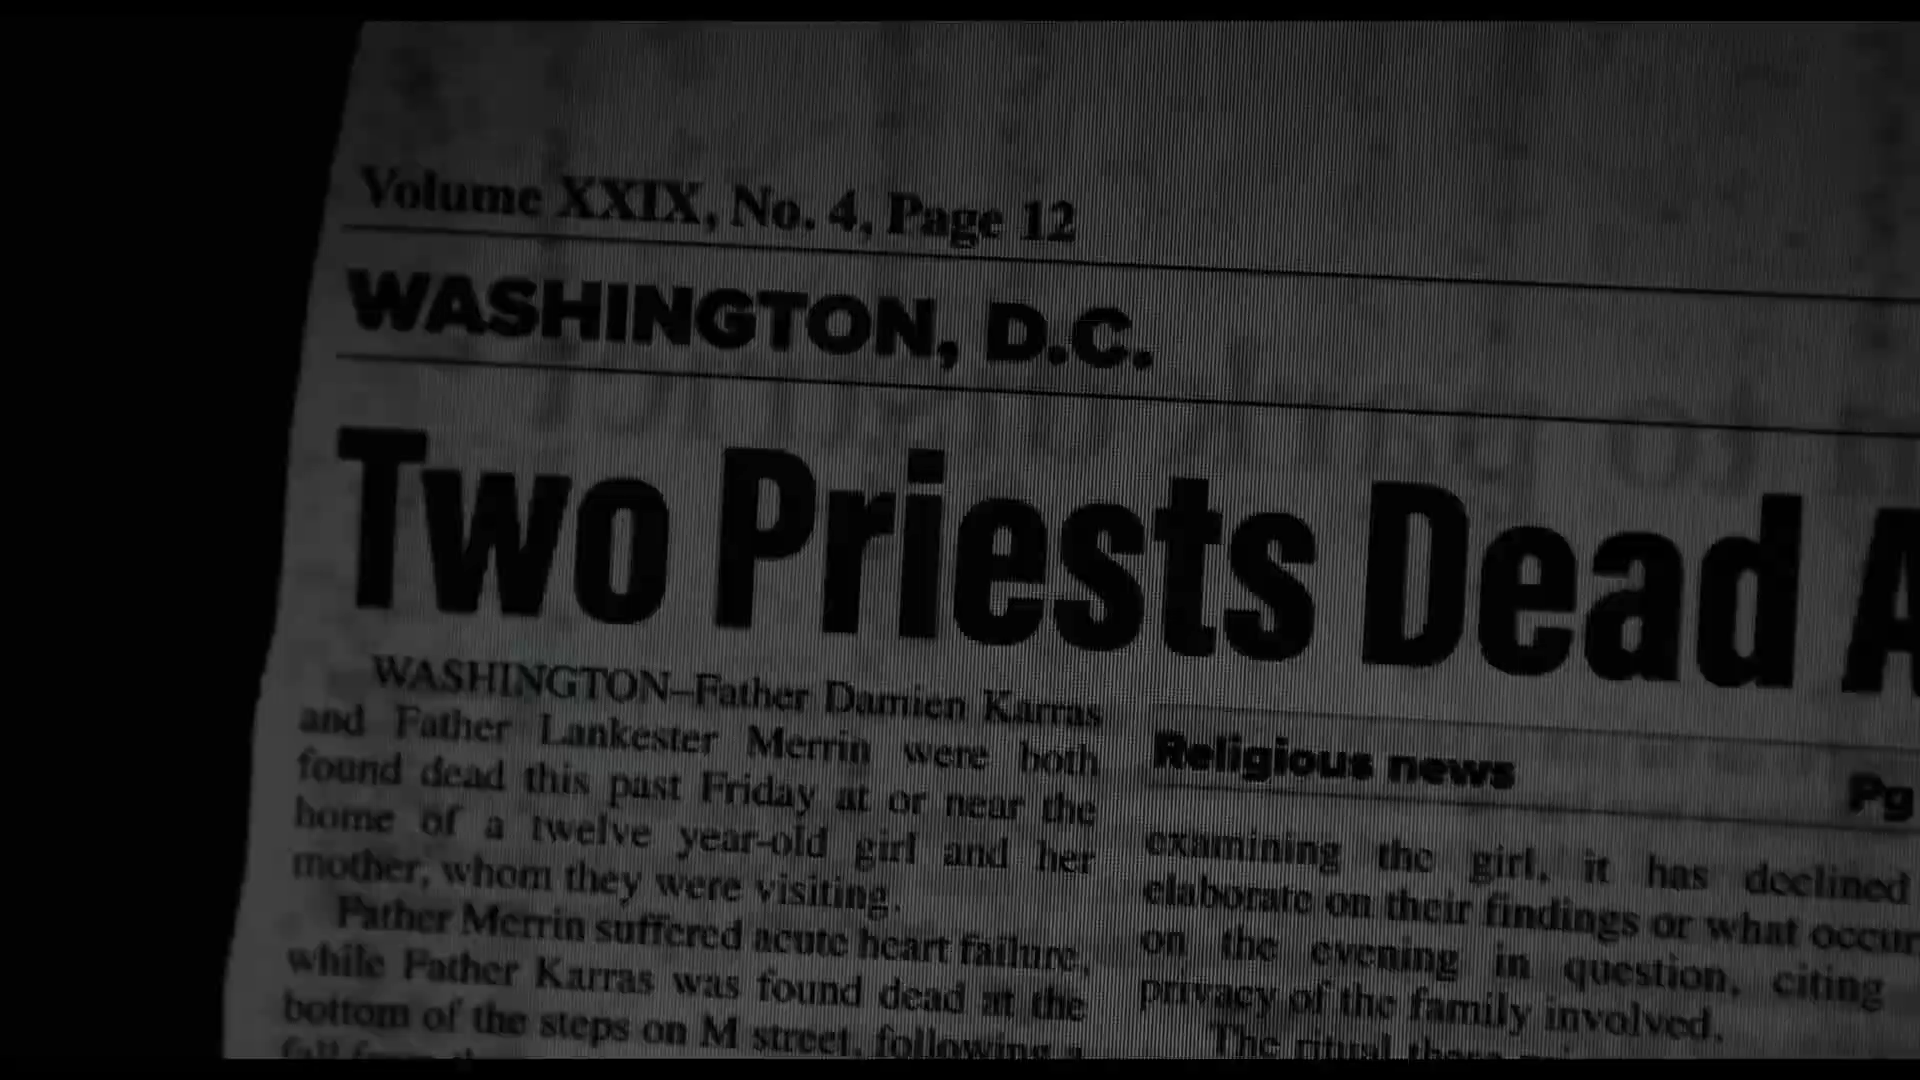 Volume XXIX, No. 4, Page 12
WASHINGTON, D.C.
Two Priests Dead A
WASHINGTON–Father Damien Karras
and Father Lankester Merrin were both
found dead this past Friday at or near the
home of a twelve year-old girl and her
mother, whom they were visiting.
Father Merrin suffered acute heart failure,
while Father Karras was found dead at the
bottom of the steps on M street, following a
Religious news
Pg
examining the girl, it has declined
elaborate on their findings or what occur
on the evening in question, citing
privacy of the family involved.
The ritual